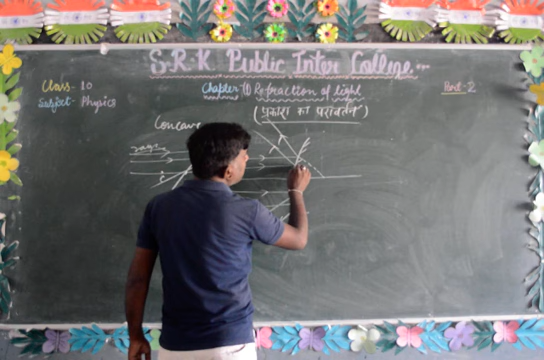 S.R.K Public Inter College...
Class- 10
Chapter- 10 Refraction of light
Part- 2
Subject- Physics
(प्रकाश का परावर्तन")
Concave
rays